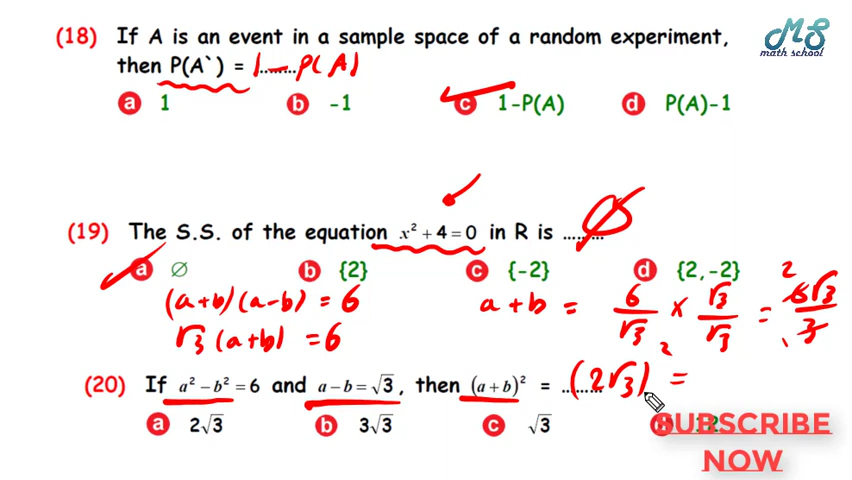 MS
math school
(18) If A is an event in a sample space of a random experiment,
then P(A`) = 1 - P(A)
a 1 b -1 c 1-P(A) d P(A)-1
(19) The S.S. of the equation x² + 4 = 0 in R is ......... ∅
a ∅ b {2} c {-2} d {2, -2}
(a+b)(a-b) = 6
√3 (a+b) = 6
a + b = 6/√3 × √3/√3 = 6√3/3
2
1
(20) If a² − b² = 6 and a − b = √3, then (a + b)² = ......... (2√3)² =
a 2√3 b 3√3 c √3 d 12
SUBSCRIBE
NOW